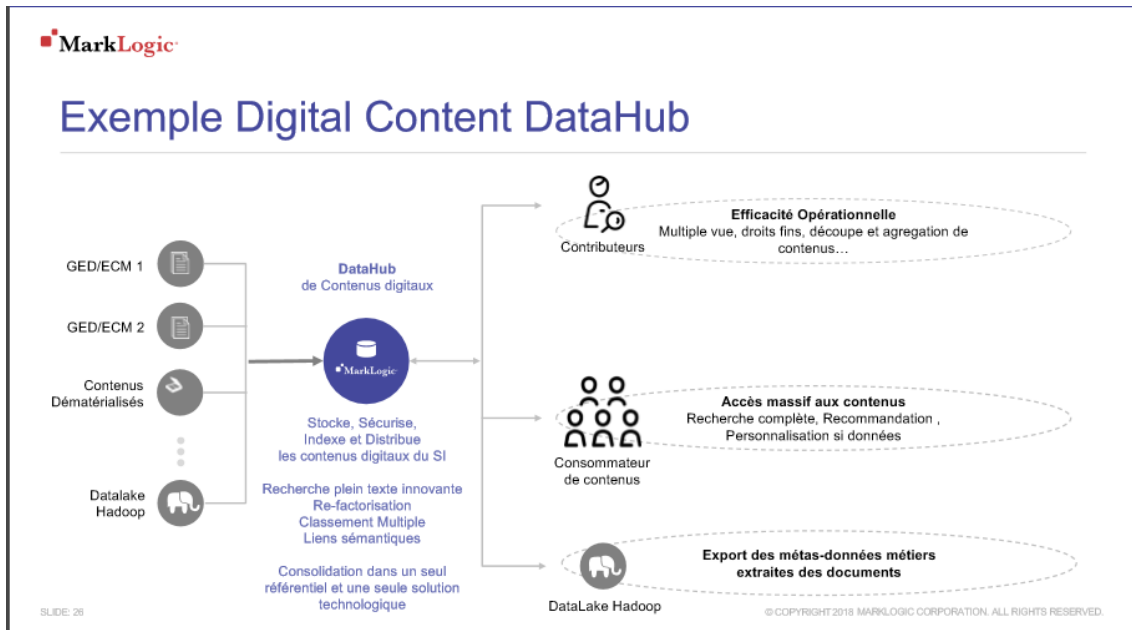 MarkLogic
Exemple Digital Content DataHub
GED/ECM 1
GED/ECM 2
Contenus
Dématérialisés
Datalake
Hadoop
DataHub
de Contenus digitaux
MarkLogic
Stocke, Sécurise,
Indexe et Distribue
les contenus digitaux du SI
Recherche plein texte innovante
Re-factorisation
Classement Multiple
Liens sémantiques
Consolidation dans un seul
référentiel et une seule solution
technologique
Contributeurs
Efficacité Opérationnelle
Multiple vue, droits fins, découpe et agregation de
contenus...
Consommateur
de contenus
Accès massif aux contenus
Recherche complète, Recommandation ,
Personnalisation si données
DataLake Hadoop
Export des métas-données métiers
extraites des documents
SLIDE: 26
© COPYRIGHT 2018 MARKLOGIC CORPORATION. ALL RIGHTS RESERVED.